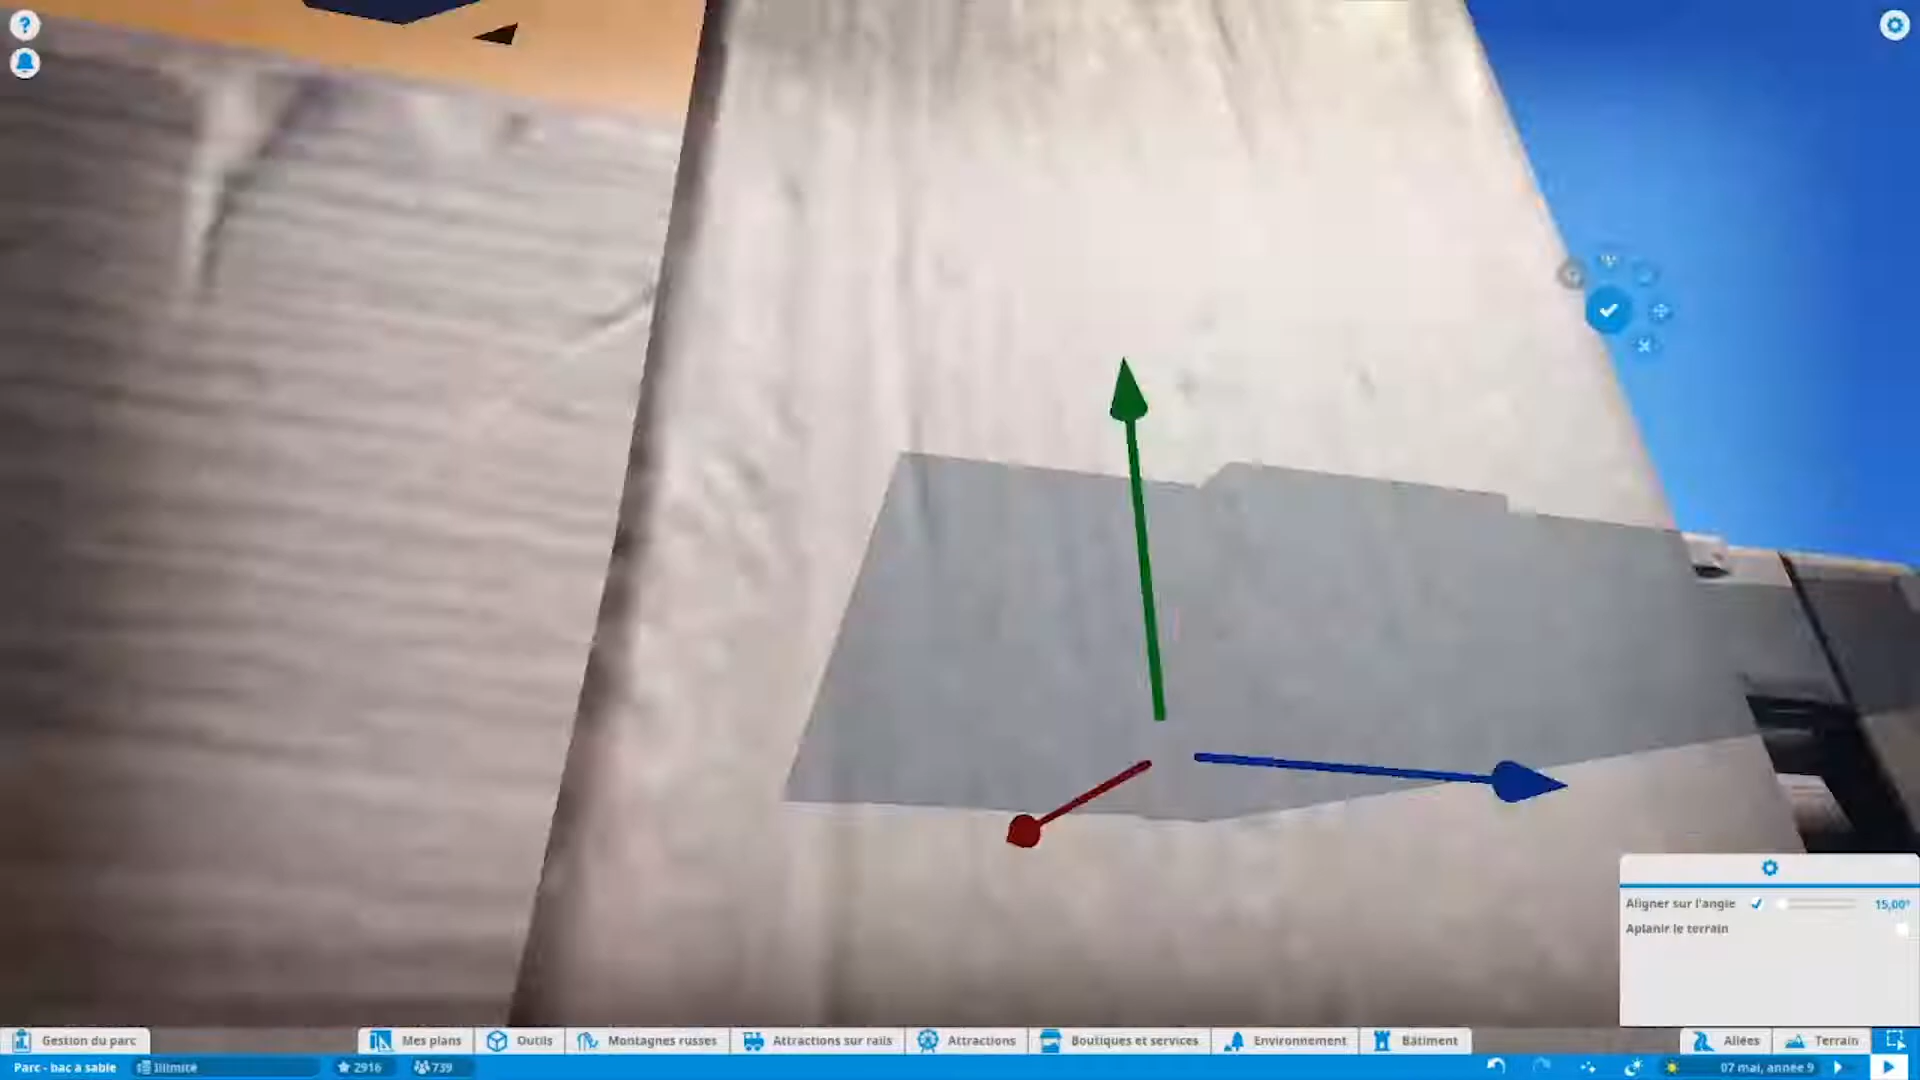 ?
Aligner sur l'angle 15,00°
Aplanir le terrain
Gestion du parc
Mes plans
Outils
Montagnes russes
Attractions sur rails
Attractions
Boutiques et services
Environnement
Bâtiment
Allées
Terrain
Parc - bac à sable
Illimité
2916
739
07 mai, année 9